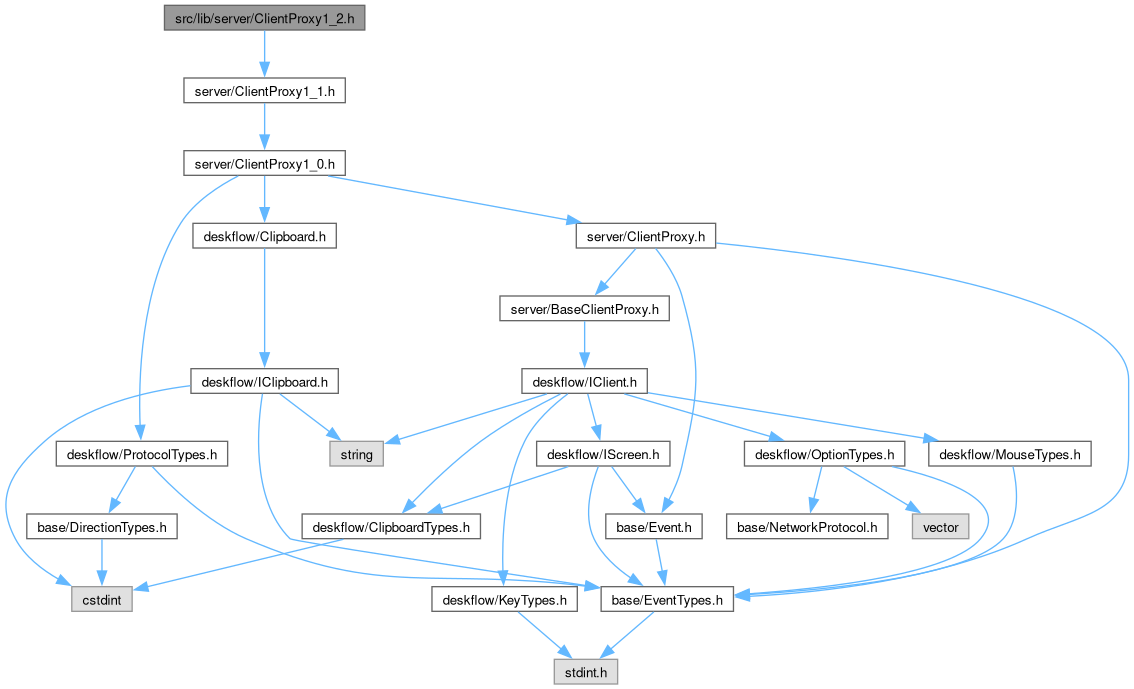 src/lib/server/ClientProxy1_2.h
server/ClientProxy1_1.h
server/ClientProxy1_0.h
deskflow/Clipboard.h
server/ClientProxy.h
server/BaseClientProxy.h
deskflow/IClipboard.h
deskflow/IClient.h
deskflow/ProtocolTypes.h
string
deskflow/IScreen.h
deskflow/OptionTypes.h
deskflow/MouseTypes.h
base/DirectionTypes.h
deskflow/ClipboardTypes.h
base/Event.h
base/NetworkProtocol.h
vector
cstdint
deskflow/KeyTypes.h
base/EventTypes.h
stdint.h